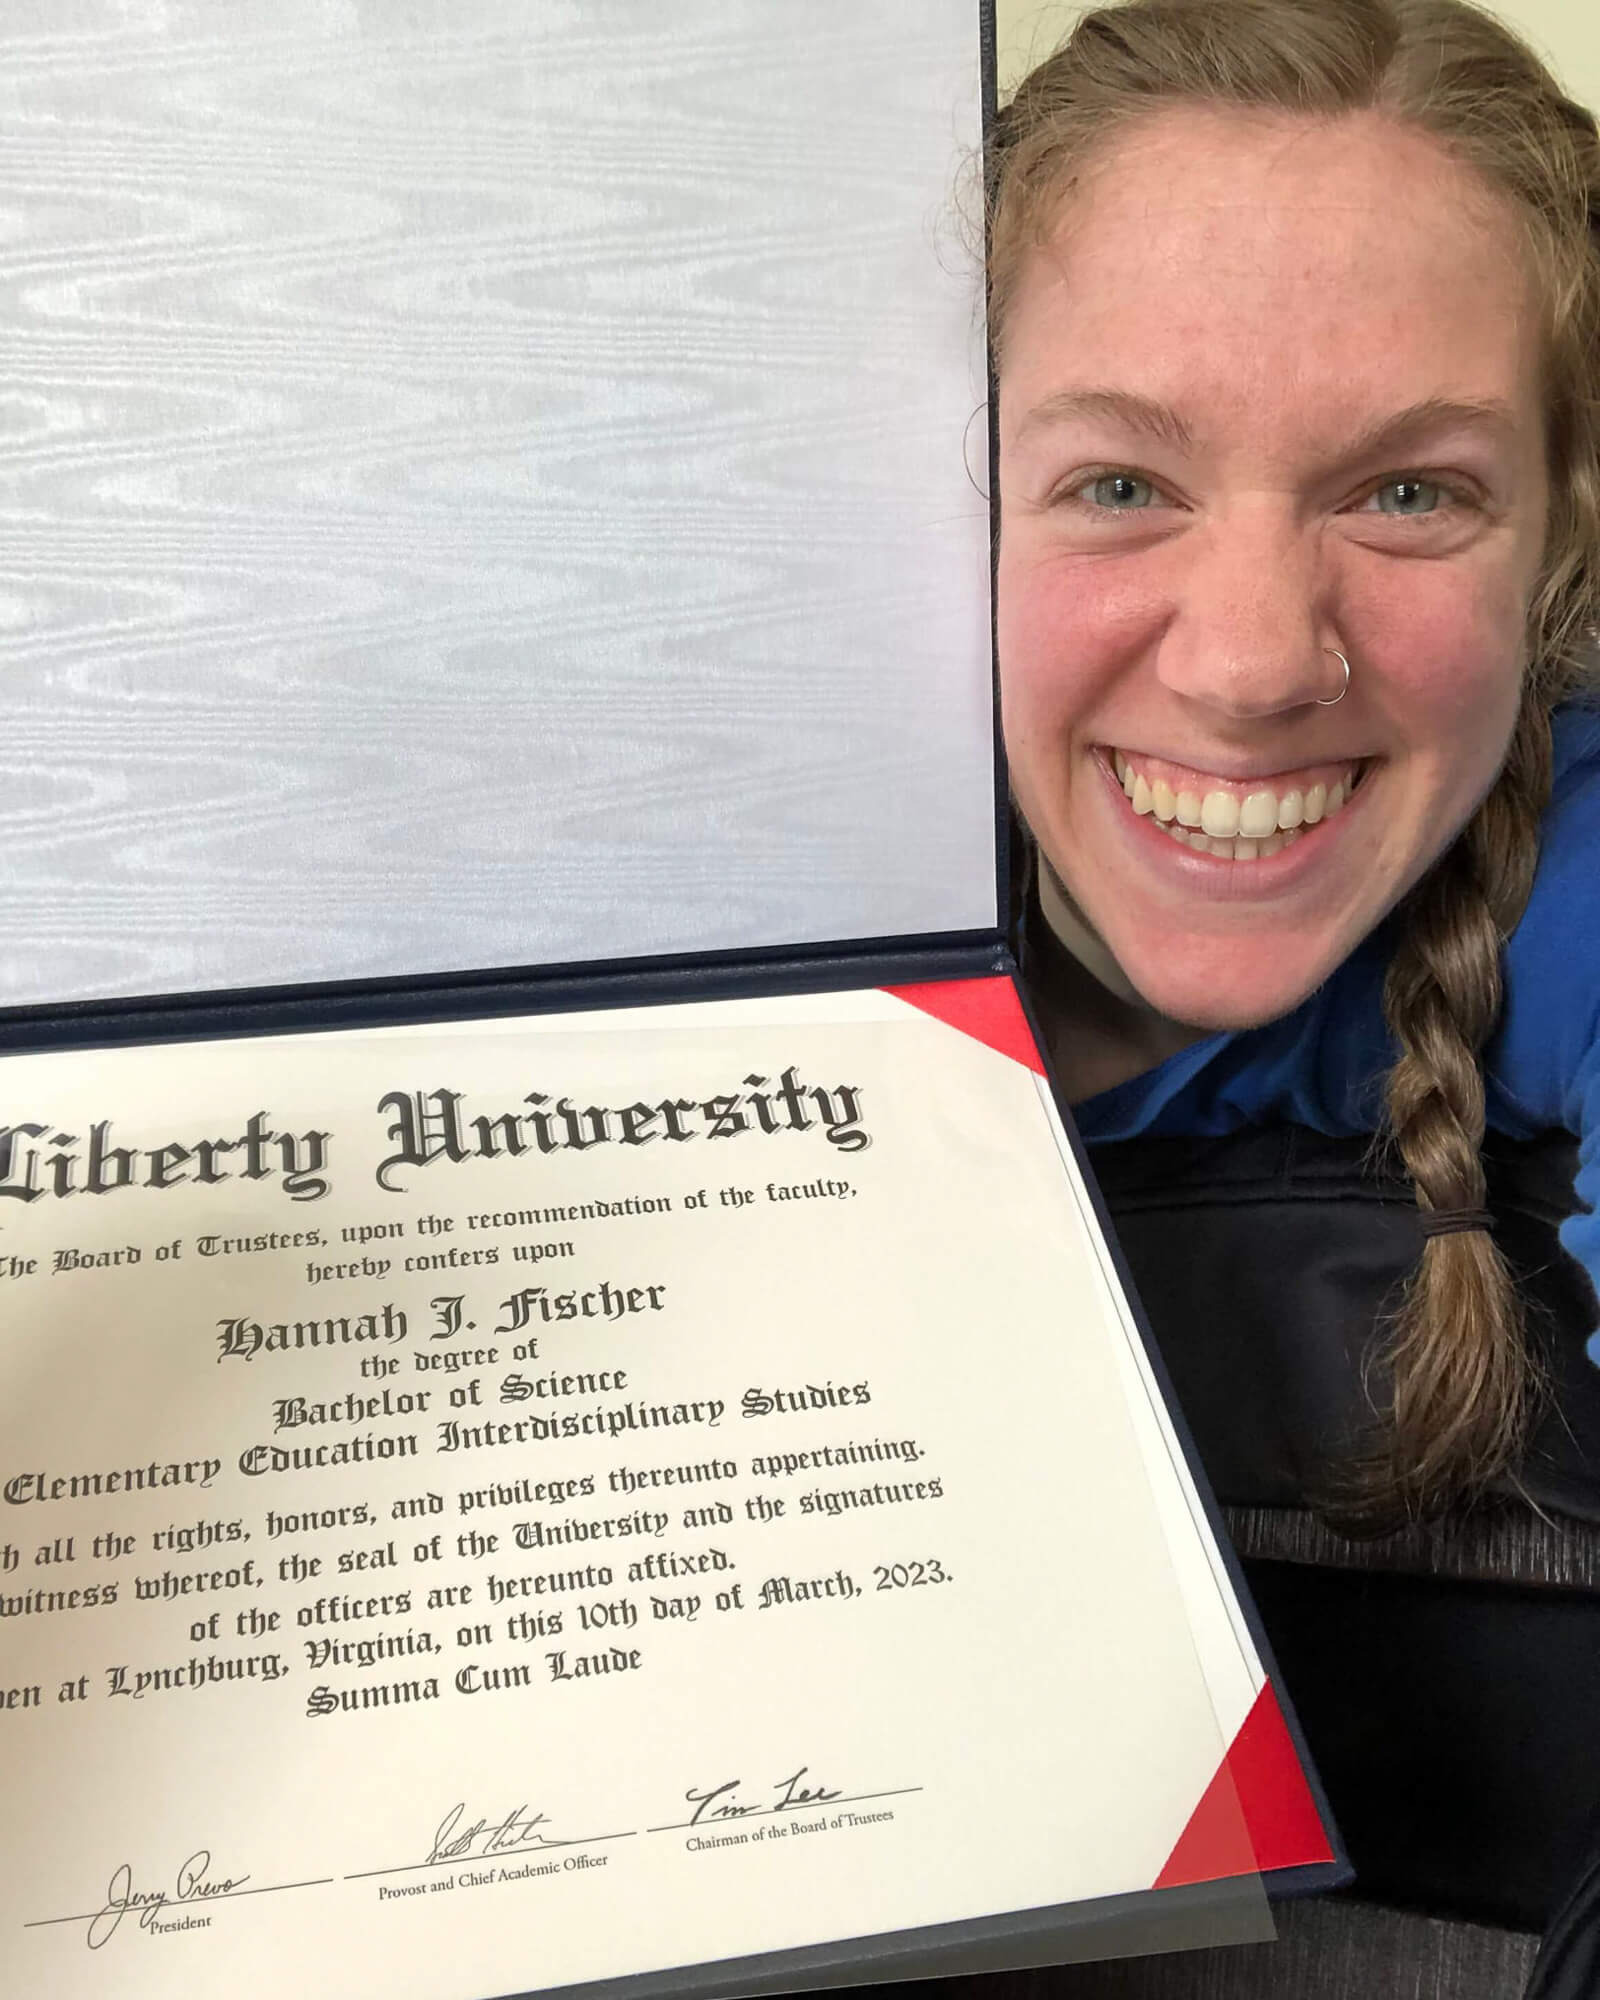 Liberty University
The Board of Trustees, upon the recommendation of the faculty,
hereby confers upon
Hannah J. Fischer
the degree of
Bachelor of Science
Elementary Education Interdisciplinary Studies
all the rights, honors, and privileges thereunto appertaining.
witness whereof, the seal of the University and the signatures
of the officers are hereunto affixed.
at Lynchburg, Virginia, on this 10th day of March, 2023.
Summa Cum Laude
Jerry Prevo
President
Provost and Chief Academic Officer
Tim Lee
Chairman of the Board of Trustees